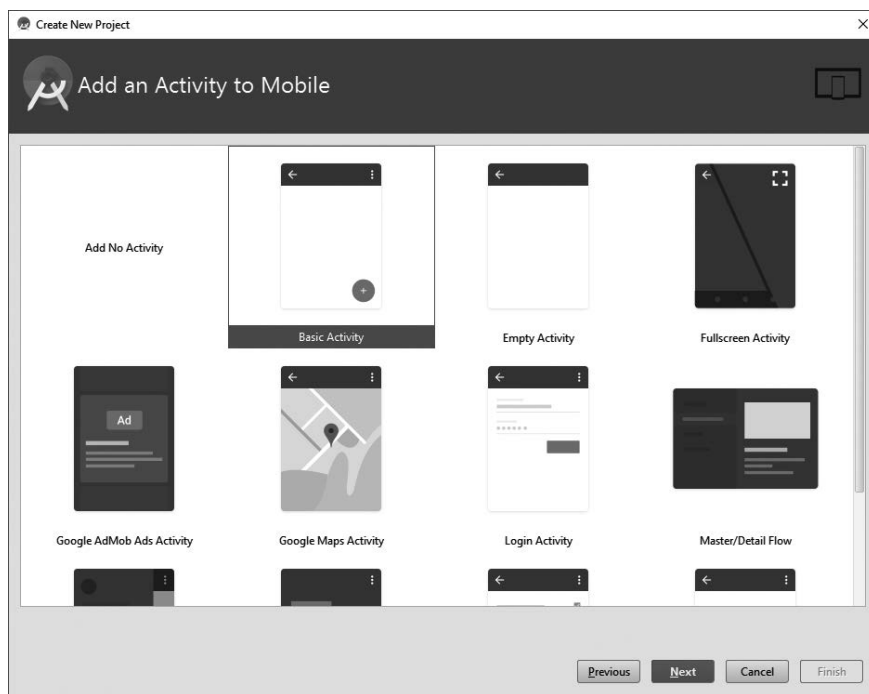 Create New Project
Add an Activity to Mobile
Add No Activity
Basic Activity
Empty Activity
Fullscreen Activity
Ad
Google AdMob Ads Activity
Google Maps Activity
Login Activity
Master/Detail Flow
Previous
Next
Cancel
Finish